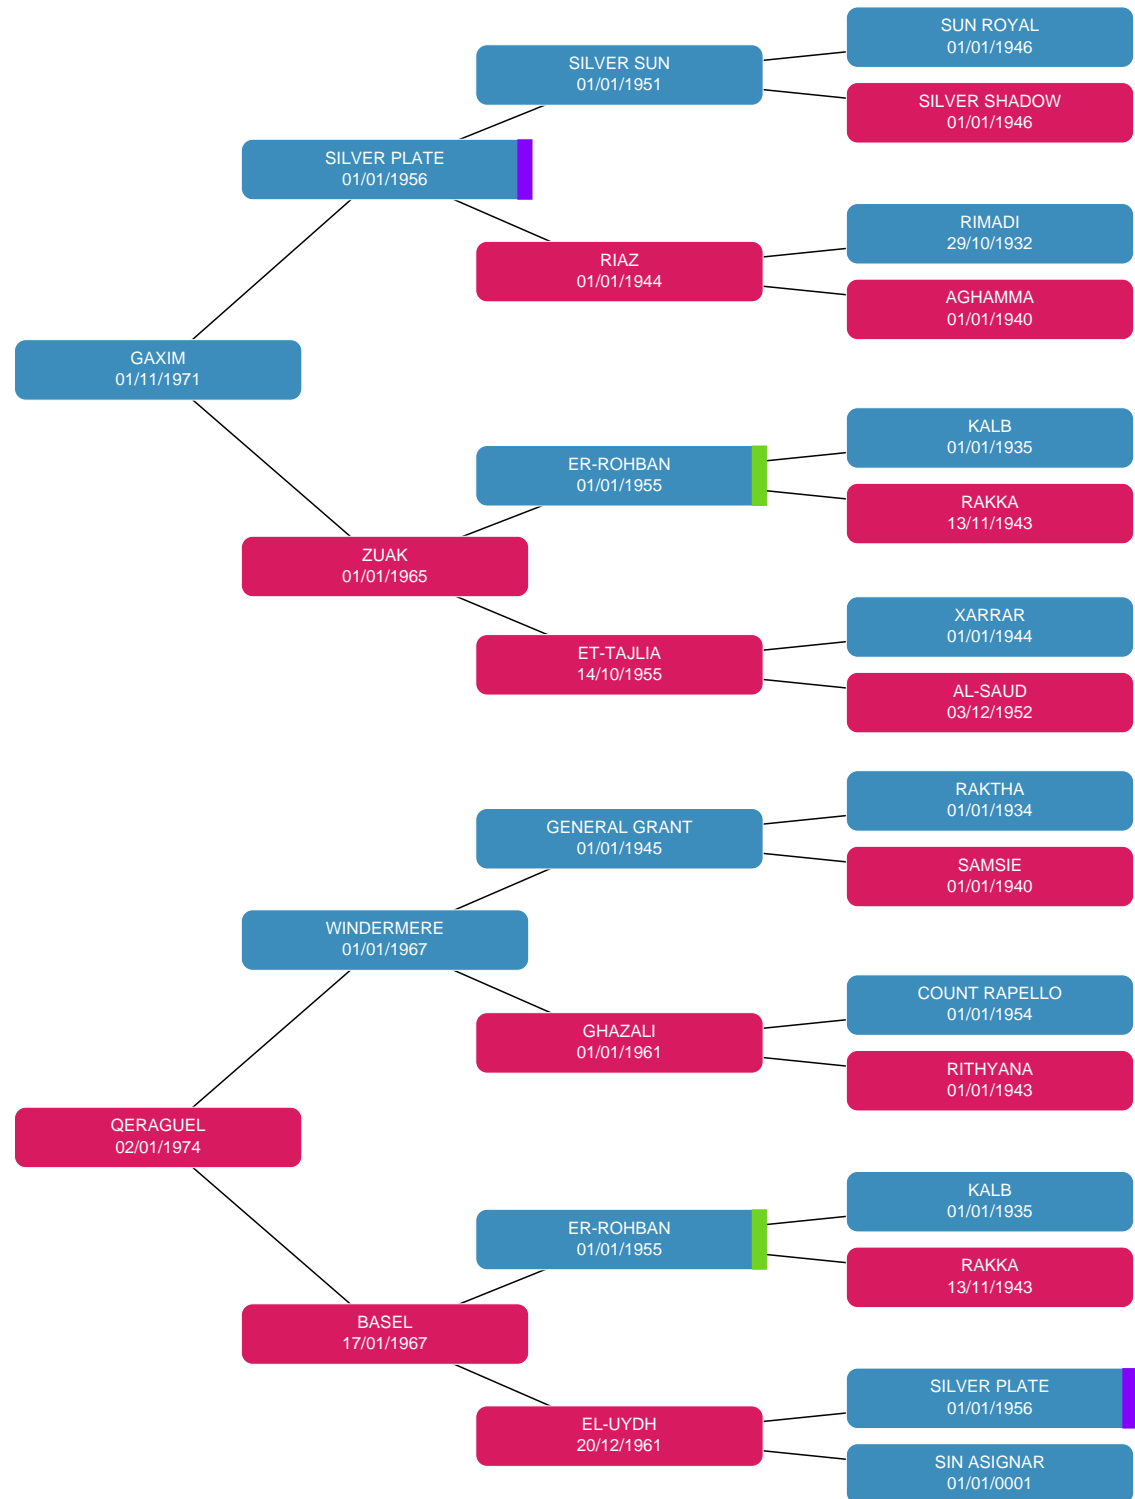 SUN ROYAL
01/01/1946
SILVER SUN
01/01/1951
SILVER SHADOW
01/01/1946
SILVER PLATE
01/01/1956
RIMADI
29/10/1932
RIAZ
01/01/1944
AGHAMMA
01/01/1940
GAXIM
01/11/1971
KALB
01/01/1935
ER-ROHBAN
01/01/1955
RAKKA
13/11/1943
ZUAK
01/01/1965
XARRAR
01/01/1944
ET-TAJLIA
14/10/1955
AL-SAUD
03/12/1952
RAKTHA
01/01/1934
GENERAL GRANT
01/01/1945
SAMSIE
01/01/1940
WINDERMERE
01/01/1967
COUNT RAPELLO
01/01/1954
GHAZALI
01/01/1961
RITHYANA
01/01/1943
QERAGUEL
02/01/1974
KALB
01/01/1935
ER-ROHBAN
01/01/1955
RAKKA
13/11/1943
BASEL
17/01/1967
SILVER PLATE
01/01/1956
EL-UYDH
20/12/1961
SIN ASIGNAR
01/01/0001